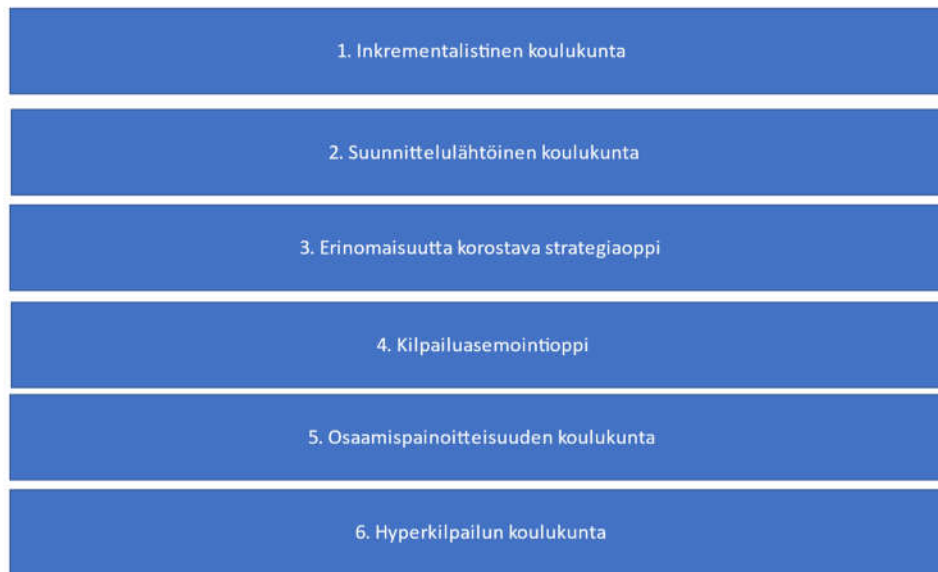 1. Inkrementalistinen koulukunta
2. Suunnittelulähtöinen koulukunta
3. Erinomaisuutta korostava strategiaoppi
4. Kilpailuasemointioppi
5. Osaamispainoitteisuuden koulukunta
6. Hyperkilpailun koulukunta